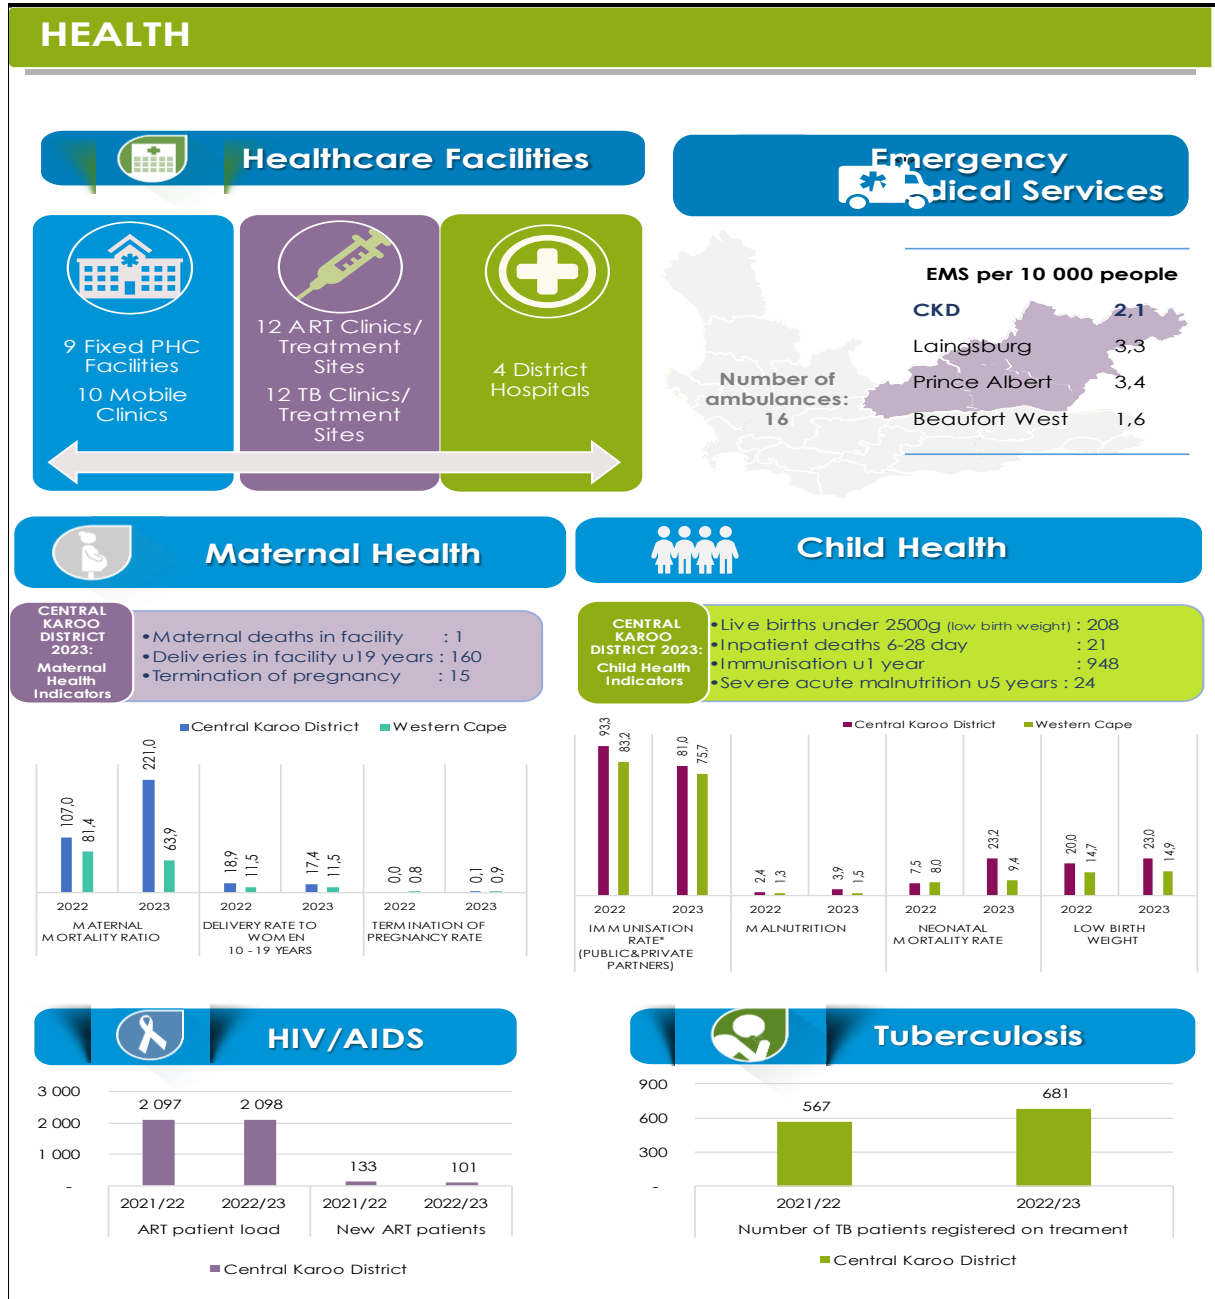 HEALTH
Healthcare Facilities
9 Fixed PHC
Facilities
10 Mobile
Clinics
12 ART Clinics/
Treatment
Sites
12 TB Clinics/
Treatment
Sites
4 District
Hospitals
Emergency
dical Services
Number of
ambulances:
16
EMS per 10 000 people
CKD 2,1
Laingsburg 3,3
Prince Albert 3,4
Beaufort West 1,6
Maternal Health
CENTRAL
KAROO
DISTRICT
2023:
Maternal
Health
Indicators
•Maternal deaths in facility : 1
•Deliveries in facility u19 years : 160
•Termination of pregnancy : 15
Central Karoo District Western Cape
107,0 81,4 221,0 63,9 18,9 11,5 17,4 11,5 0,0 0,8 0,1 0,9
2022 2023 2022 2023 2022 2023
MATERNAL
MORTALITY RATIO
DELIVERY RATE TO
WOMEN
10 - 19 YEARS
TERMINATION OF
PREGNANCY RATE
Child Health
CENTRAL
KAROO
DISTRICT 2023:
Child Health
Indicators
•Live births under 2500g (low birth weight) : 208
•Inpatient deaths 6-28 day : 21
•Immunisation u1 year : 948
•Severe acute malnutrition u5 years : 24
Central Karoo District Western Cape
93,3 83,2 81,0 75,7 2,4 1,3 3,9 1,5 7,5 8,0 23,2 9,4 20,0 14,7 23,0 14,9
2022 2023 2022 2023 2022 2023 2022 2023
IMMUNISATION
RATE*
(PUBLIC&PRIVATE
PARTNERS)
MALNUTRITION
NEONATAL
MORTALITY RATE
LOW BIRTH
WEIGHT
HIV/AIDS
3 000
2 000
1 000
-
2 097 2 098 133 101
2021/22 2022/23 2021/22 2022/23
ART patient load New ART patients
Central Karoo District
Tuberculosis
900
600
300
-
567 681
2021/22 2022/23
Number of TB patients registered on treament
Central Karoo District